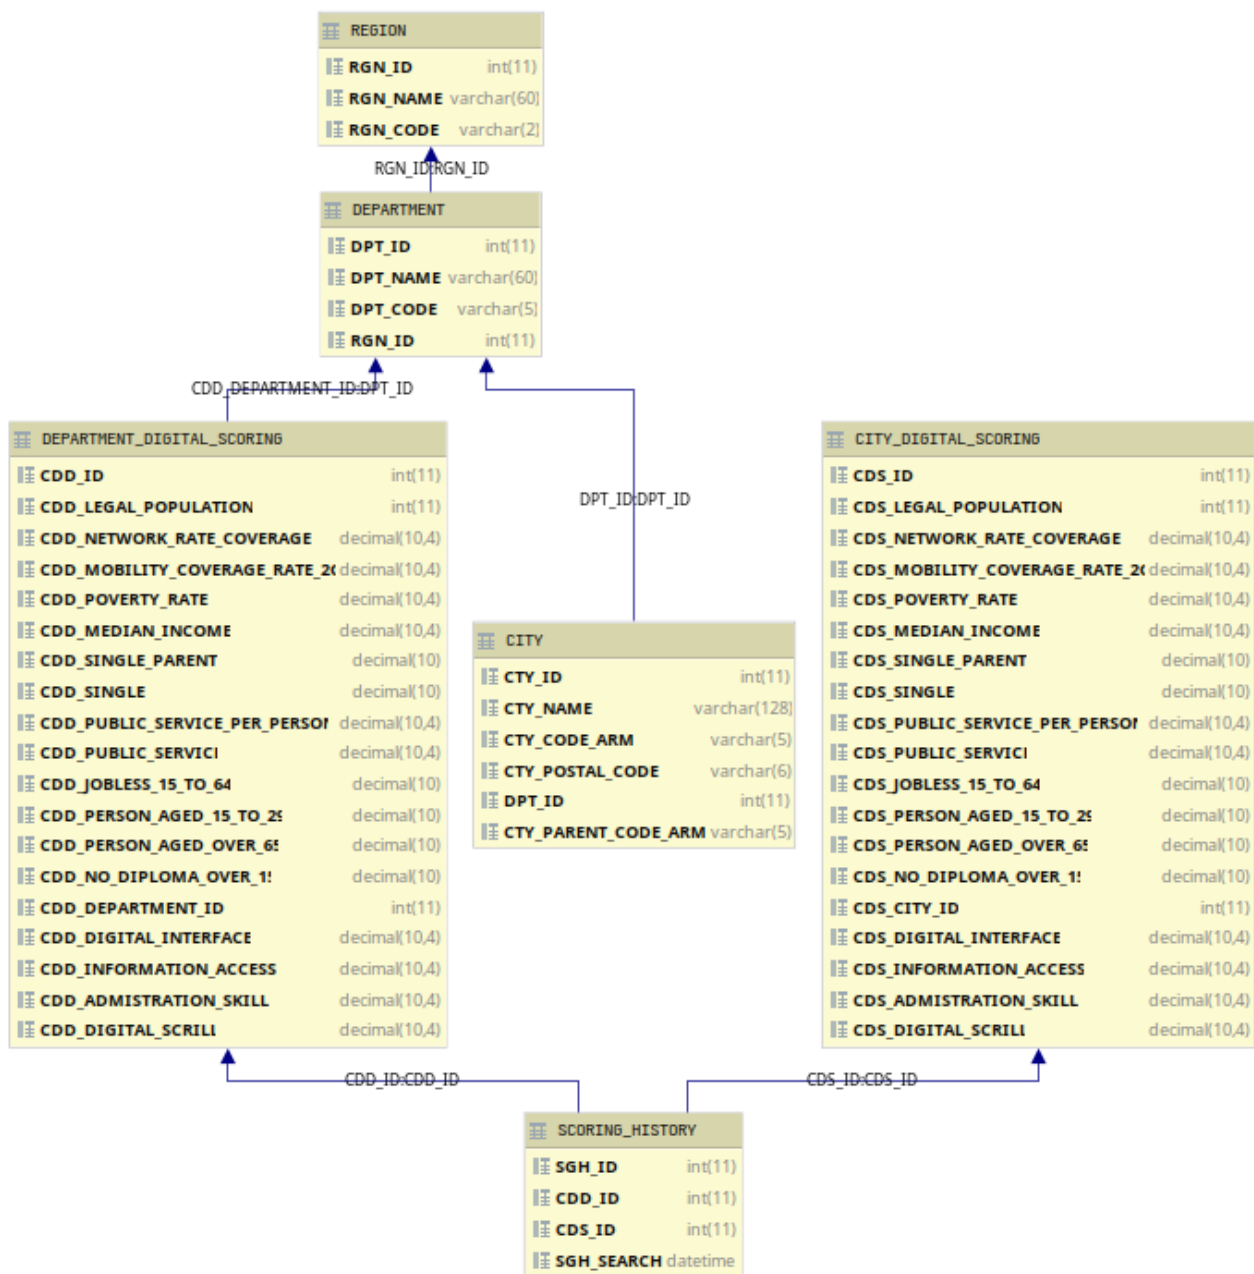 REGION
RGN_ID int(11)
RGN_NAME varchar(60)
RGN_CODE varchar(2)
RGN_ID:RGN_ID
DEPARTMENT
DPT_ID int(11)
DPT_NAME varchar(60)
DPT_CODE varchar(5)
RGN_ID int(11)
CDD_DEPARTMENT_ID:DPT_ID
DPT_ID:DPT_ID
DEPARTMENT_DIGITAL_SCORING
CDD_ID int(11)
CDD_LEGAL_POPULATION int(11)
CDD_NETWORK_RATE_COVERAGE decimal(10,4)
CDD_MOBILITY_COVERAGE_RATE_2( decimal(10,4)
CDD_POVERTY_RATE decimal(10,4)
CDD_MEDIAN_INCOME decimal(10,4)
CDD_SINGLE_PARENT decimal(10)
CDD_SINGLE decimal(10)
CDD_PUBLIC_SERVICE_PER_PERSON decimal(10,4)
CDD_PUBLIC_SERVICI decimal(10,4)
CDD_JOBLESS_15_TO_64 decimal(10)
CDD_PERSON_AGED_15_TO_29 decimal(10)
CDD_PERSON_AGED_OVER_65 decimal(10)
CDD_NO_DIPLOMA_OVER_1! decimal(10)
CDD_DEPARTMENT_ID int(11)
CDD_DIGITAL_INTERFACE decimal(10,4)
CDD_INFORMATION_ACCESS decimal(10,4)
CDD_ADMISTRATION_SKILL decimal(10,4)
CDD_DIGITAL_SCRILL decimal(10,4)
CITY
CTY_ID int(11)
CTY_NAME varchar(128)
CTY_CODE_ARM varchar(5)
CTY_POSTAL_CODE varchar(6)
DPT_ID int(11)
CTY_PARENT_CODE_ARM varchar(5)
CITY_DIGITAL_SCORING
CDS_ID int(11)
CDS_LEGAL_POPULATION int(11)
CDS_NETWORK_RATE_COVERAGE decimal(10,4)
CDS_MOBILITY_COVERAGE_RATE_2( decimal(10,4)
CDS_POVERTY_RATE decimal(10,4)
CDS_MEDIAN_INCOME decimal(10,4)
CDS_SINGLE_PARENT decimal(10)
CDS_SINGLE decimal(10)
CDS_PUBLIC_SERVICE_PER_PERSON decimal(10,4)
CDS_PUBLIC_SERVICI decimal(10,4)
CDS_JOBLESS_15_TO_64 decimal(10)
CDS_PERSON_AGED_15_TO_29 decimal(10)
CDS_PERSON_AGED_OVER_65 decimal(10)
CDS_NO_DIPLOMA_OVER_1! decimal(10)
CDS_CITY_ID int(11)
CDS_DIGITAL_INTERFACE decimal(10,4)
CDS_INFORMATION_ACCESS decimal(10,4)
CDS_ADMISTRATION_SKILL decimal(10,4)
CDS_DIGITAL_SCRILL decimal(10,4)
CDD_ID:CDD_ID
CDS_ID:CDS_ID
SCORING_HISTORY
SGH_ID int(11)
CDD_ID int(11)
CDS_ID int(11)
SGH_SEARCH datetime